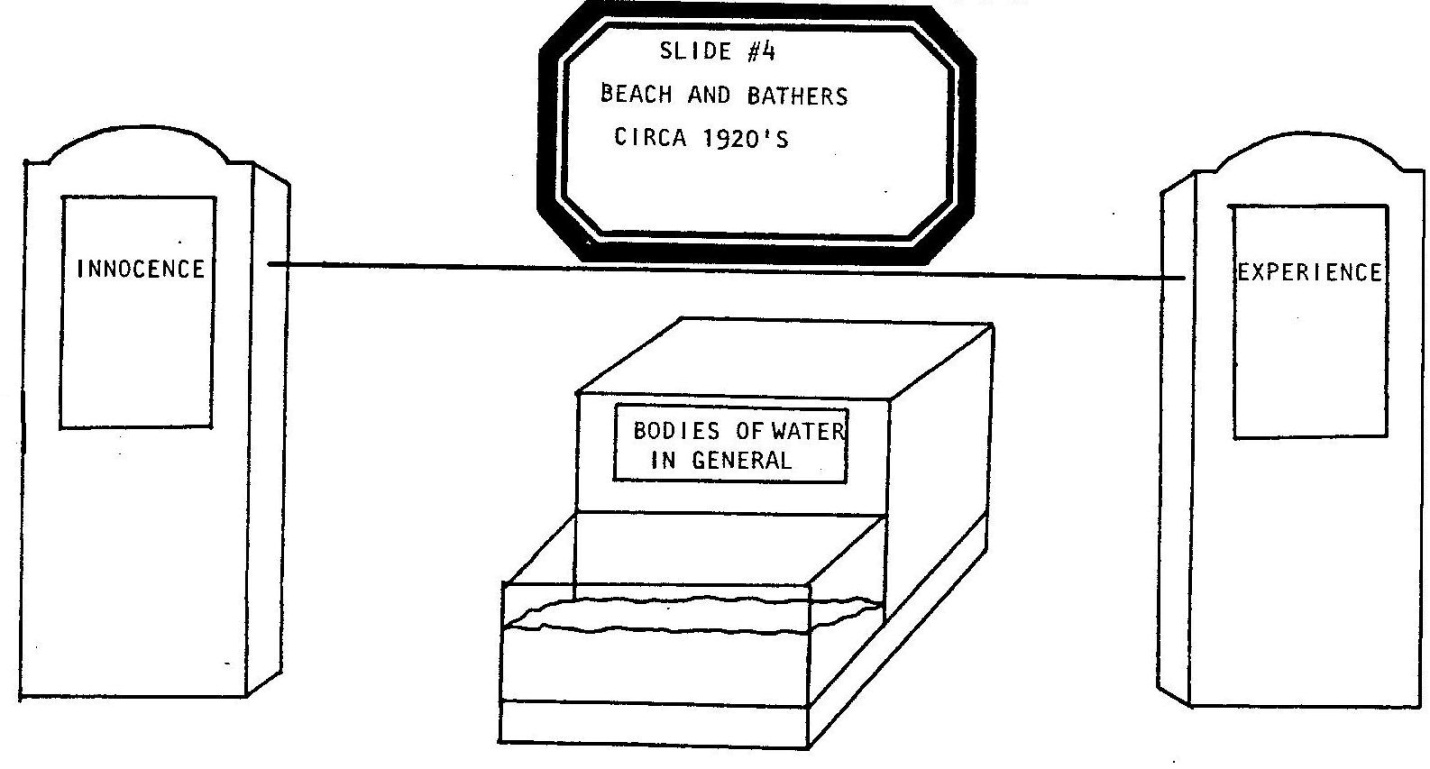 SLIDE #4
BEACH AND BATHERS
CIRCA 1920'S
INNOCENCE
EXPERIENCE
BODIES OF WATER
IN GENERAL